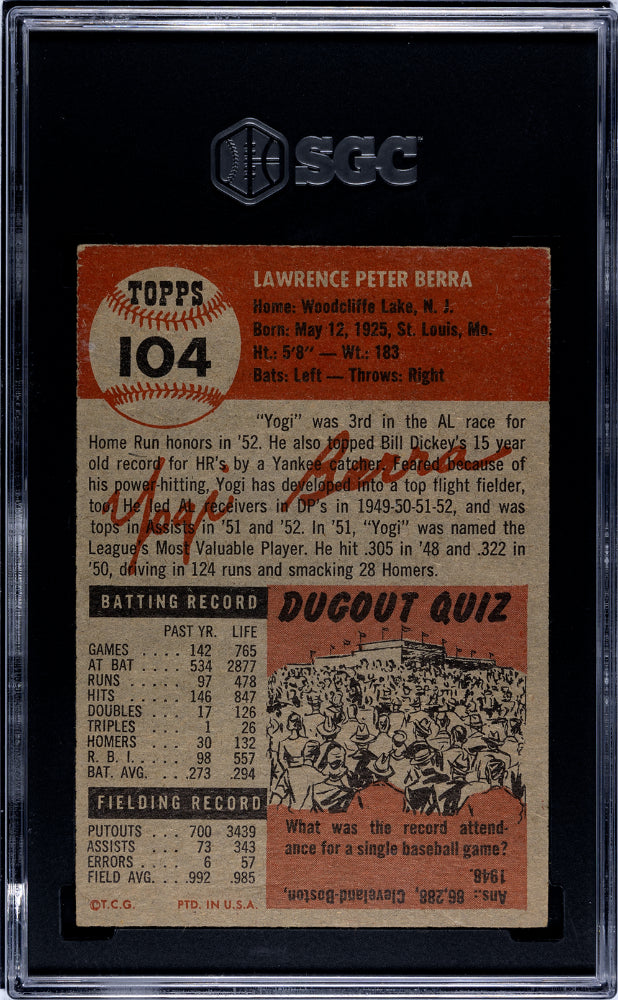 SGC
TOPPS
104
LAWRENCE PETER BERRA
Home: Woodcliffe Lake, N. J.
Born: May 12, 1925, St. Louis, Mo.
Ht.: 5'8" — Wt.: 183
Bats: Left — Throws: Right
"Yogi" was 3rd in the AL race for
Home Run honors in '52. He also topped Bill Dickey's 15 year
old record for HR's by a Yankee catcher. Feared because of
his power-hitting, Yogi has developed into a top flight fielder,
too. He led AL receivers in DP's in 1949-50-51-52, and was
tops in Assists in '51 and '52. In '51, "Yogi" was named the
League's Most Valuable Player. He hit .305 in '48 and .322 in
'50, driving in 124 runs and smacking 28 Homers.
Yogi Berra
BATTING RECORD
PAST YR. LIFE
GAMES . . . . 142 765
AT BAT . . . . 534 2877
RUNS . . . . . 97 478
HITS . . . . . 146 847
DOUBLES . . . 17 126
TRIPLES . . . 1 26
HOMERS . . . 30 132
R. B. I. . . . . 98 557
BAT. AVG. . . .273 .294
FIELDING RECORD
PUTOUTS . . 700 3439
ASSISTS . . . 73 343
ERRORS . . . 6 57
FIELD AVG. . .992 .985
©T.C.G. PTD. IN U.S.A.
DUGOUT QUIZ
What was the record attend-
ance for a single baseball game?
Ans.: 86,288, Cleveland-Boston,
1948.